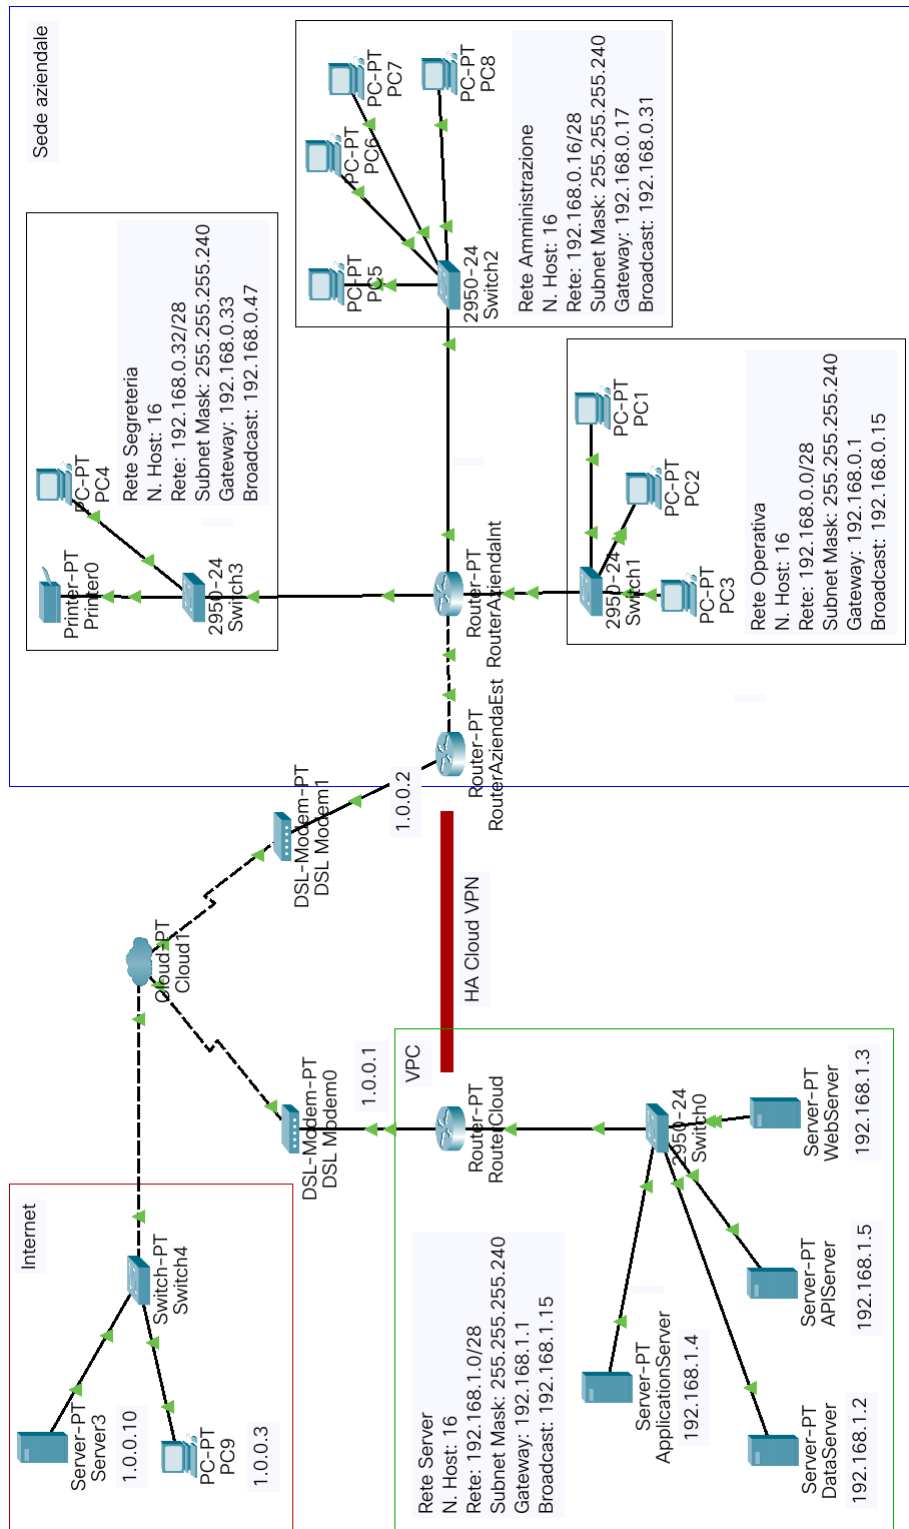 Internet
Server-PT
Server3
1.0.0.10
PC-PT
PC9
1.0.0.3
Switch-PT
Switch4
Cloud-PT
Cloud1
DSL-Modem-PT
DSL Modem0
1.0.0.1
DSL-Modem-PT
DSL Modem1
1.0.0.2
VPC
Router-PT
RouterCloud
HA Cloud VPN
Rete Server
N. Host: 16
Rete: 192.168.1.0/28
Subnet Mask: 255.255.255.240
Gateway: 192.168.1.1
Broadcast: 192.168.1.15
2950-24
Switch0
Server-PT
ApplicationServer
192.168.1.4
Server-PT
DataServer
192.168.1.2
Server-PT
APIServer
192.168.1.5
Server-PT
WebServer
192.168.1.3
Sede aziendale
Router-PT
RouterAziendaEst
Router-PT
RouterAziendaInt
Printer-PT
Printer0
PC-PT
PC4
2950-24
Switch3
Rete Segreteria
N. Host: 16
Rete: 192.168.0.32/28
Subnet Mask: 255.255.255.240
Gateway: 192.168.0.33
Broadcast: 192.168.0.47
PC-PT
PC5
PC-PT
PC6
PC-PT
PC7
PC-PT
PC8
2950-24
Switch2
Rete Amministrazione
N. Host: 16
Rete: 192.168.0.16/28
Subnet Mask: 255.255.255.240
Gateway: 192.168.0.17
Broadcast: 192.168.0.31
2950-24
Switch1
PC-PT
PC3
PC-PT
PC2
PC-PT
PC1
Rete Operativa
N. Host: 16
Rete: 192.168.0.0/28
Subnet Mask: 255.255.255.240
Gateway: 192.168.0.1
Broadcast: 192.168.0.15